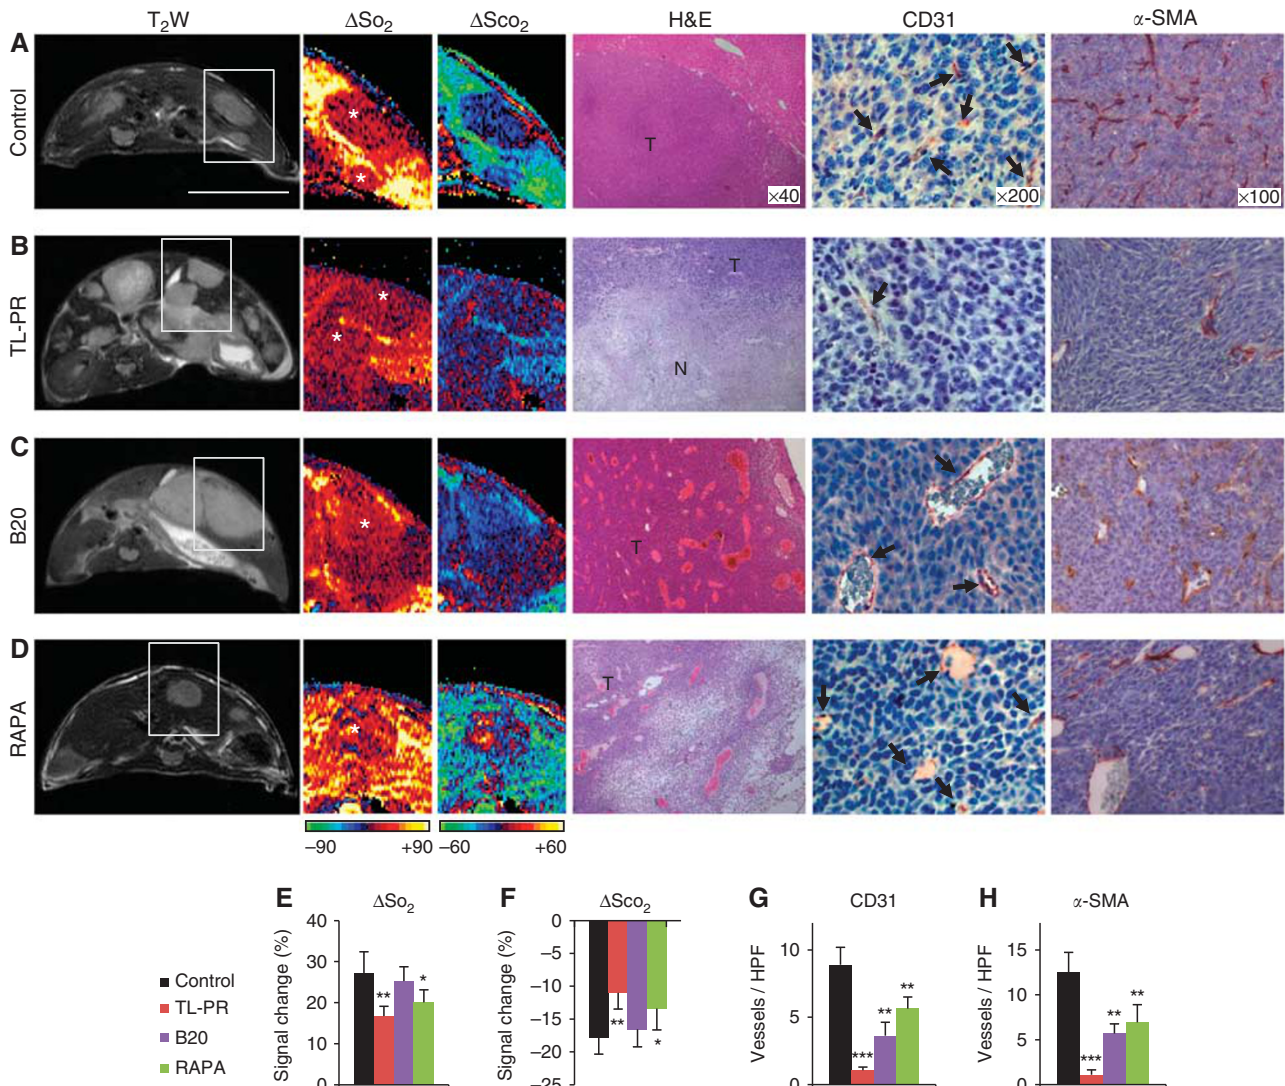 T₂W ΔSo₂ ΔSco₂ H&E CD31 α-SMA
A Control * * T ×40 ×200 ×100
B TL-PR * * T N
C B20 * T
D RAPA * T
−90 +90 −60 +60
E ΔSo₂
Signal change (%)
40
30
20
10
0
** *
F ΔSco₂
Signal change (%)
0
−5
−10
−15
−20
−25
** *
G CD31
Vessels / HPF
10
5
0
*** ** **
H α-SMA
Vessels / HPF
15
10
5
0
*** ** **
Control
TL-PR
B20
RAPA